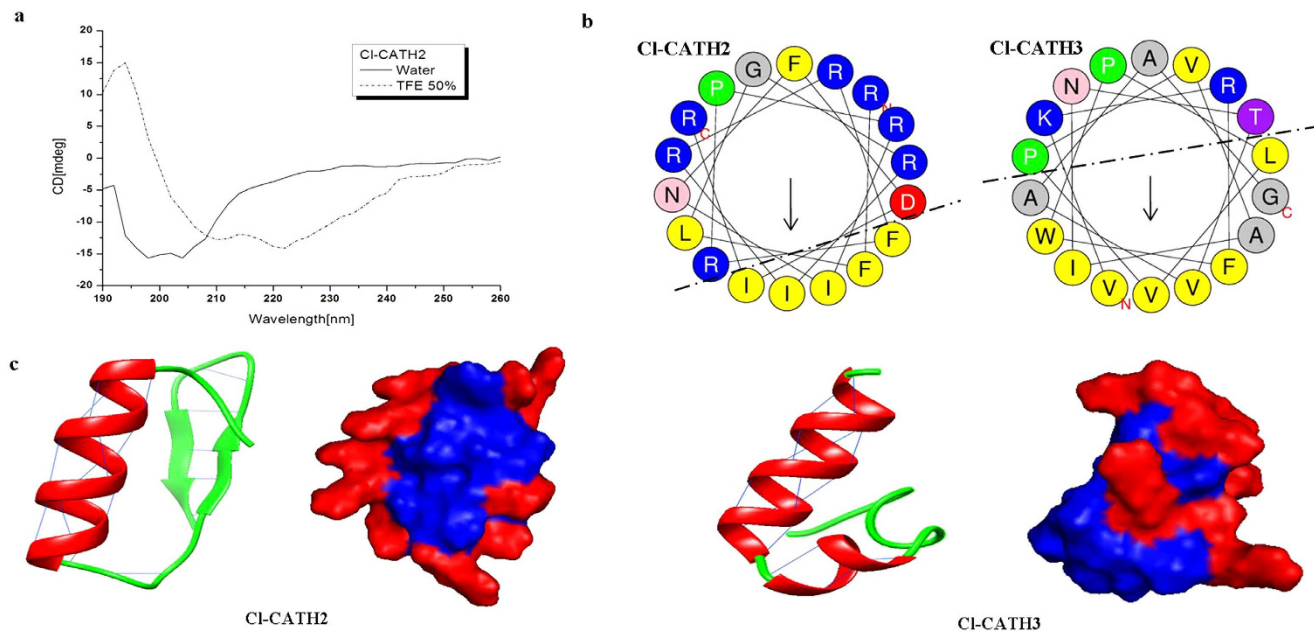 a
CD[mdeg]
20
15
10
5
0
-5
-10
-15
-20
190
200
210
220
230
240
250
260
Wavelength[nm]
Cl-CATH2
Water
TFE 50%
b
Cl-CATH2
F
R
R
N
R
R
D
F
F
I
I
I
R
L
N
R
R
C
P
G
Cl-CATH3
A
V
R
T
L
G
C
A
F
V
V
V
N
I
W
A
P
K
N
P
c
Cl-CATH2
Cl-CATH3